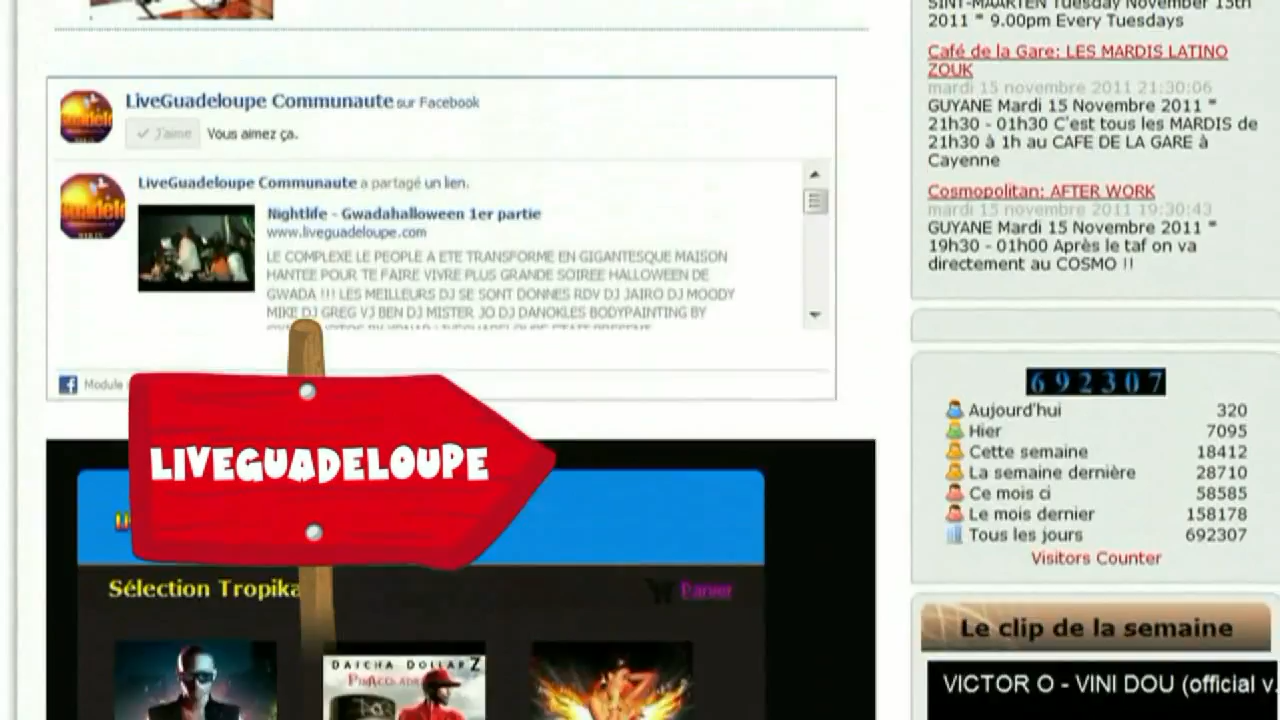 SINT-MAARTEN Tuesday November 15th
2011 * 9.00pm Every Tuesdays
Café de la Gare: LES MARDIS LATINO
ZOUK
mardi 15 novembre 2011 21:30:06
GUYANE Mardi 15 Novembre 2011 *
21h30 - 01h30 C'est tous les MARDIS de
21h30 à 1h au CAFE DE LA GARE à
Cayenne
Cosmopolitan: AFTER WORK
mardi 15 novembre 2011 19:30:43
GUYANE Mardi 15 Novembre 2011 *
19h30 - 01h00 Après le taf on va
directement au COSMO !!
LiveGuadeloupe Communaute sur Facebook
J'aime Vous aimez ça.
LiveGuadeloupe Communaute a partagé un lien.
Nightlife - Gwadahalloween 1er partie
www.liveguadeloupe.com
LE COMPLEXE LE PEOPLE A ETE TRANSFORME EN GIGANTESQUE MAISON
HANTEE POUR TE FAIRE VIVRE PLUS GRANDE SOIREE HALLOWEEN DE
GWADA !!! LES MEILLEURS DJ SE SONT DONNES RDV DJ JAIRO DJ MOODY
MIKE DJ GREG VJ BEN DJ MISTER JO DJ DANOKLES BODYPAINTING BY
Module
LIVEGUADELOUPE
Sélection Tropika
Panier
DAICHA DOLLARZ
692307
Aujourd'hui 320
Hier 7095
Cette semaine 18412
La semaine dernière 28710
Ce mois ci 58585
Le mois dernier 158178
Tous les jours 692307
Visitors Counter
Le clip de la semaine
VICTOR O - VINI DOU (official v.